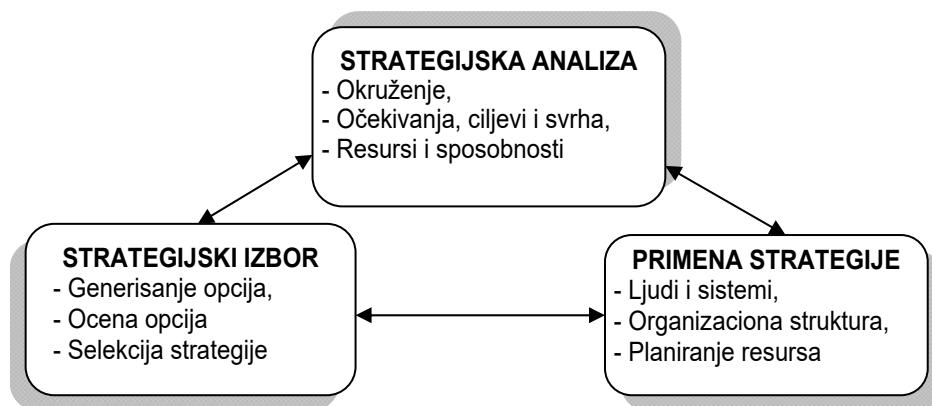 STRATEGIJSKA ANALIZA
- Okruženje,
- Očekivanja, ciljevi i svrha,
- Resursi i sposobnosti
STRATEGIJSKI IZBOR
- Generisanje opcija,
- Ocena opcija
- Selekcija strategije
PRIMENA STRATEGIJE
- Ljudi i sistemi,
- Organizaciona struktura,
- Planiranje resursa